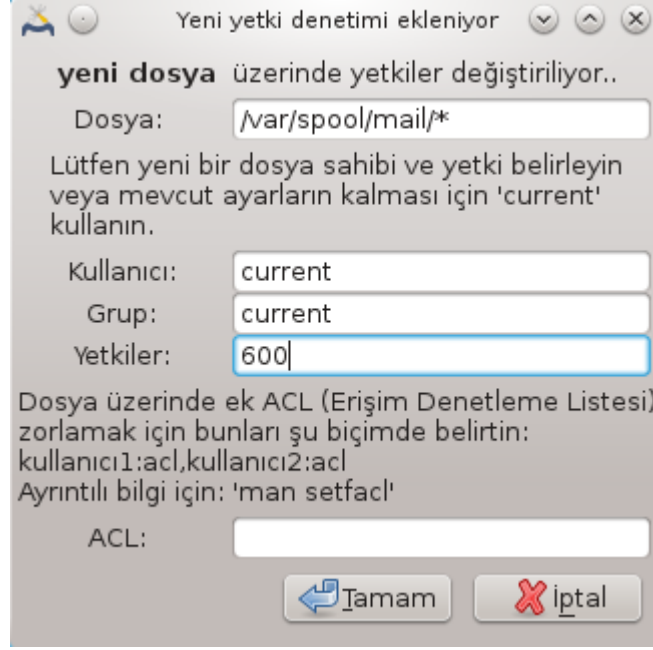 Yeni yetki denetimi ekleniyor
yeni dosya üzerinde yetkiler değiştiriliyor..
Dosya: /var/spool/mail/*
Lütfen yeni bir dosya sahibi ve yetki belirleyin
veya mevcut ayarların kalması için 'current'
kullanın.
Kullanıcı: current
Grup: current
Yetkiler: 600
Dosya üzerinde ek ACL (Erişim Denetleme Listesi)
zorlamak için bunları şu biçimde belirtin:
kullanıcı1:acl,kullanıcı2:acl
Ayrıntılı bilgi için: 'man setfacl'
ACL:
Tamam İptal